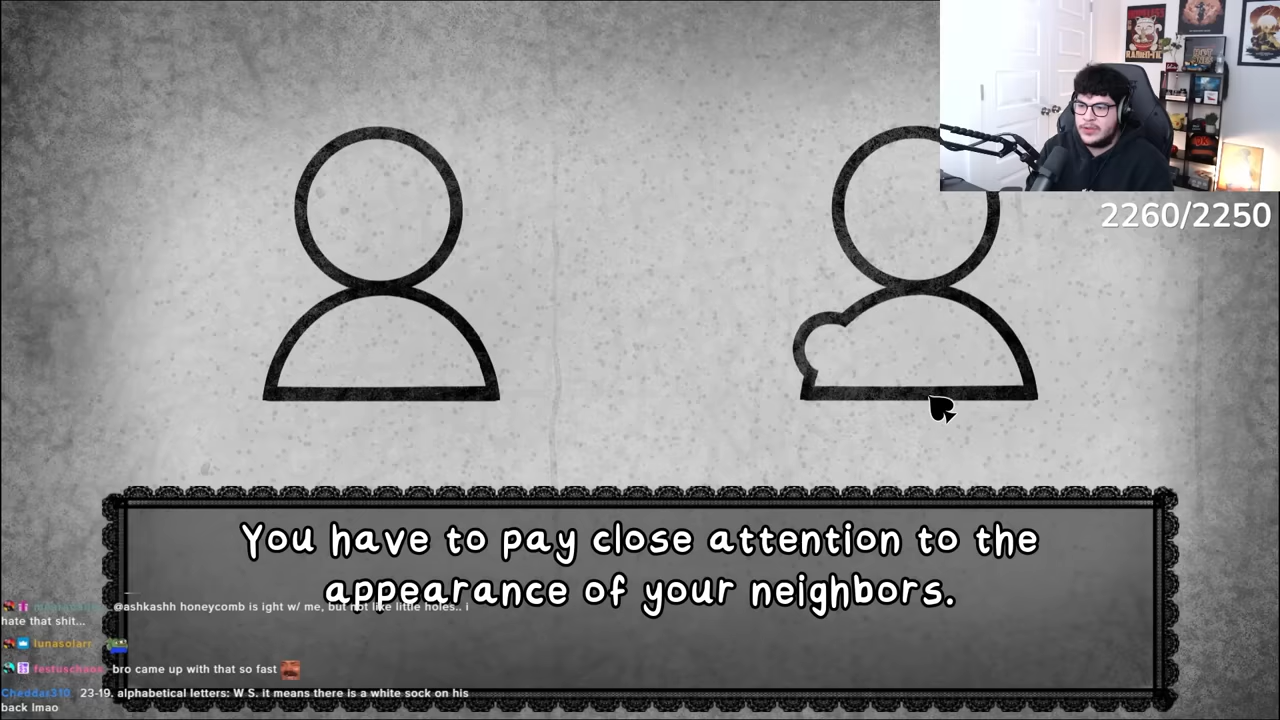 2260/2250
You have to pay close attention to the
appearance of your neighbors.
@ashkashh honeycomb is ight w/ me, but not like little holes.. i
hate that shit...
lunasolarr
festuschaos bro came up with that so fast
Cheddar310 23-19. alphabetical letters: W S. it means there is a white sock on his
back lmao